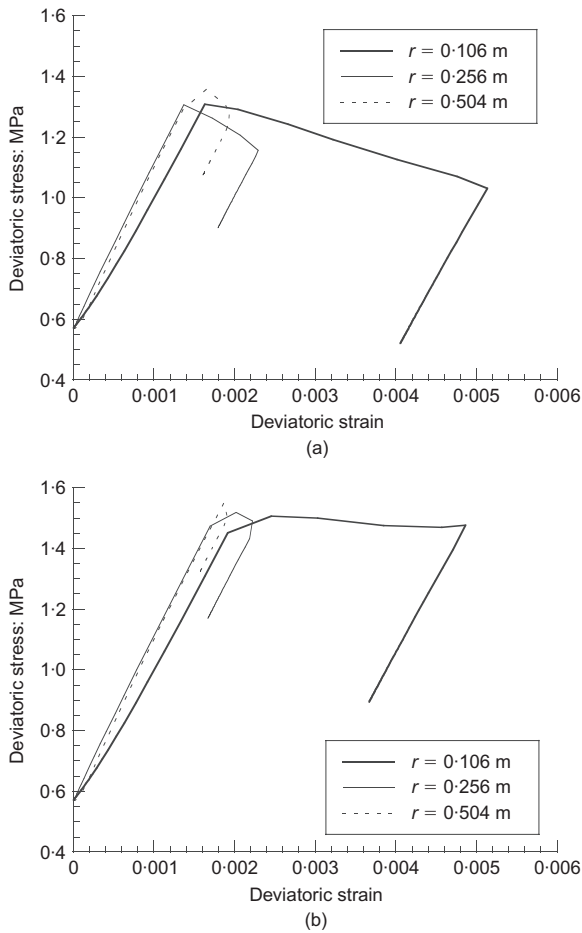 1·6
1·4
1·2
1·0
0·8
0·6
0·4
Deviatoric stress: MPa
r = 0·106 m
r = 0·256 m
r = 0·504 m
0 0·001 0·002 0·003 0·004 0·005 0·006
Deviatoric strain
(a)
1·6
1·4
1·2
1·0
0·8
0·6
0·4
Deviatoric stress: MPa
r = 0·106 m
r = 0·256 m
r = 0·504 m
0 0·001 0·002 0·003 0·004 0·005 0·006
Deviatoric strain
(b)